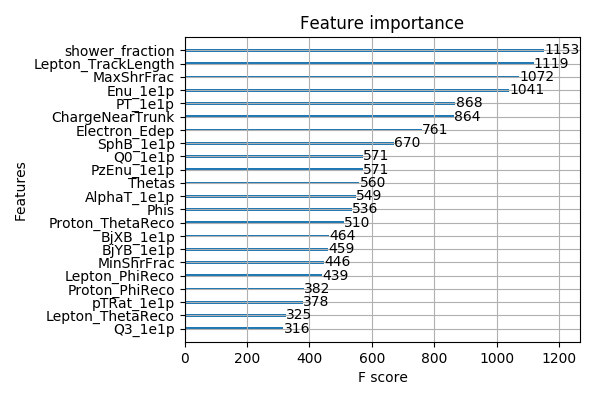 Feature importance
Features
shower_fraction 1153
Lepton_TrackLength 1119
MaxShrFrac 1072
Enu_1e1p 1041
PT_1e1p 868
ChargeNearTrunk 864
Electron_Edep 761
SphB_1e1p 670
Q0_1e1p 571
PzEnu_1e1p 571
Thetas 560
AlphaT_1e1p 549
Phis 536
Proton_ThetaReco 510
BjXB_1e1p 464
BjYB_1e1p 459
MinShrFrac 446
Lepton_PhiReco 439
Proton_PhiReco 382
pTRat_1e1p 378
Lepton_ThetaReco 325
Q3_1e1p 316
0 200 400 600 800 1000 1200
F score